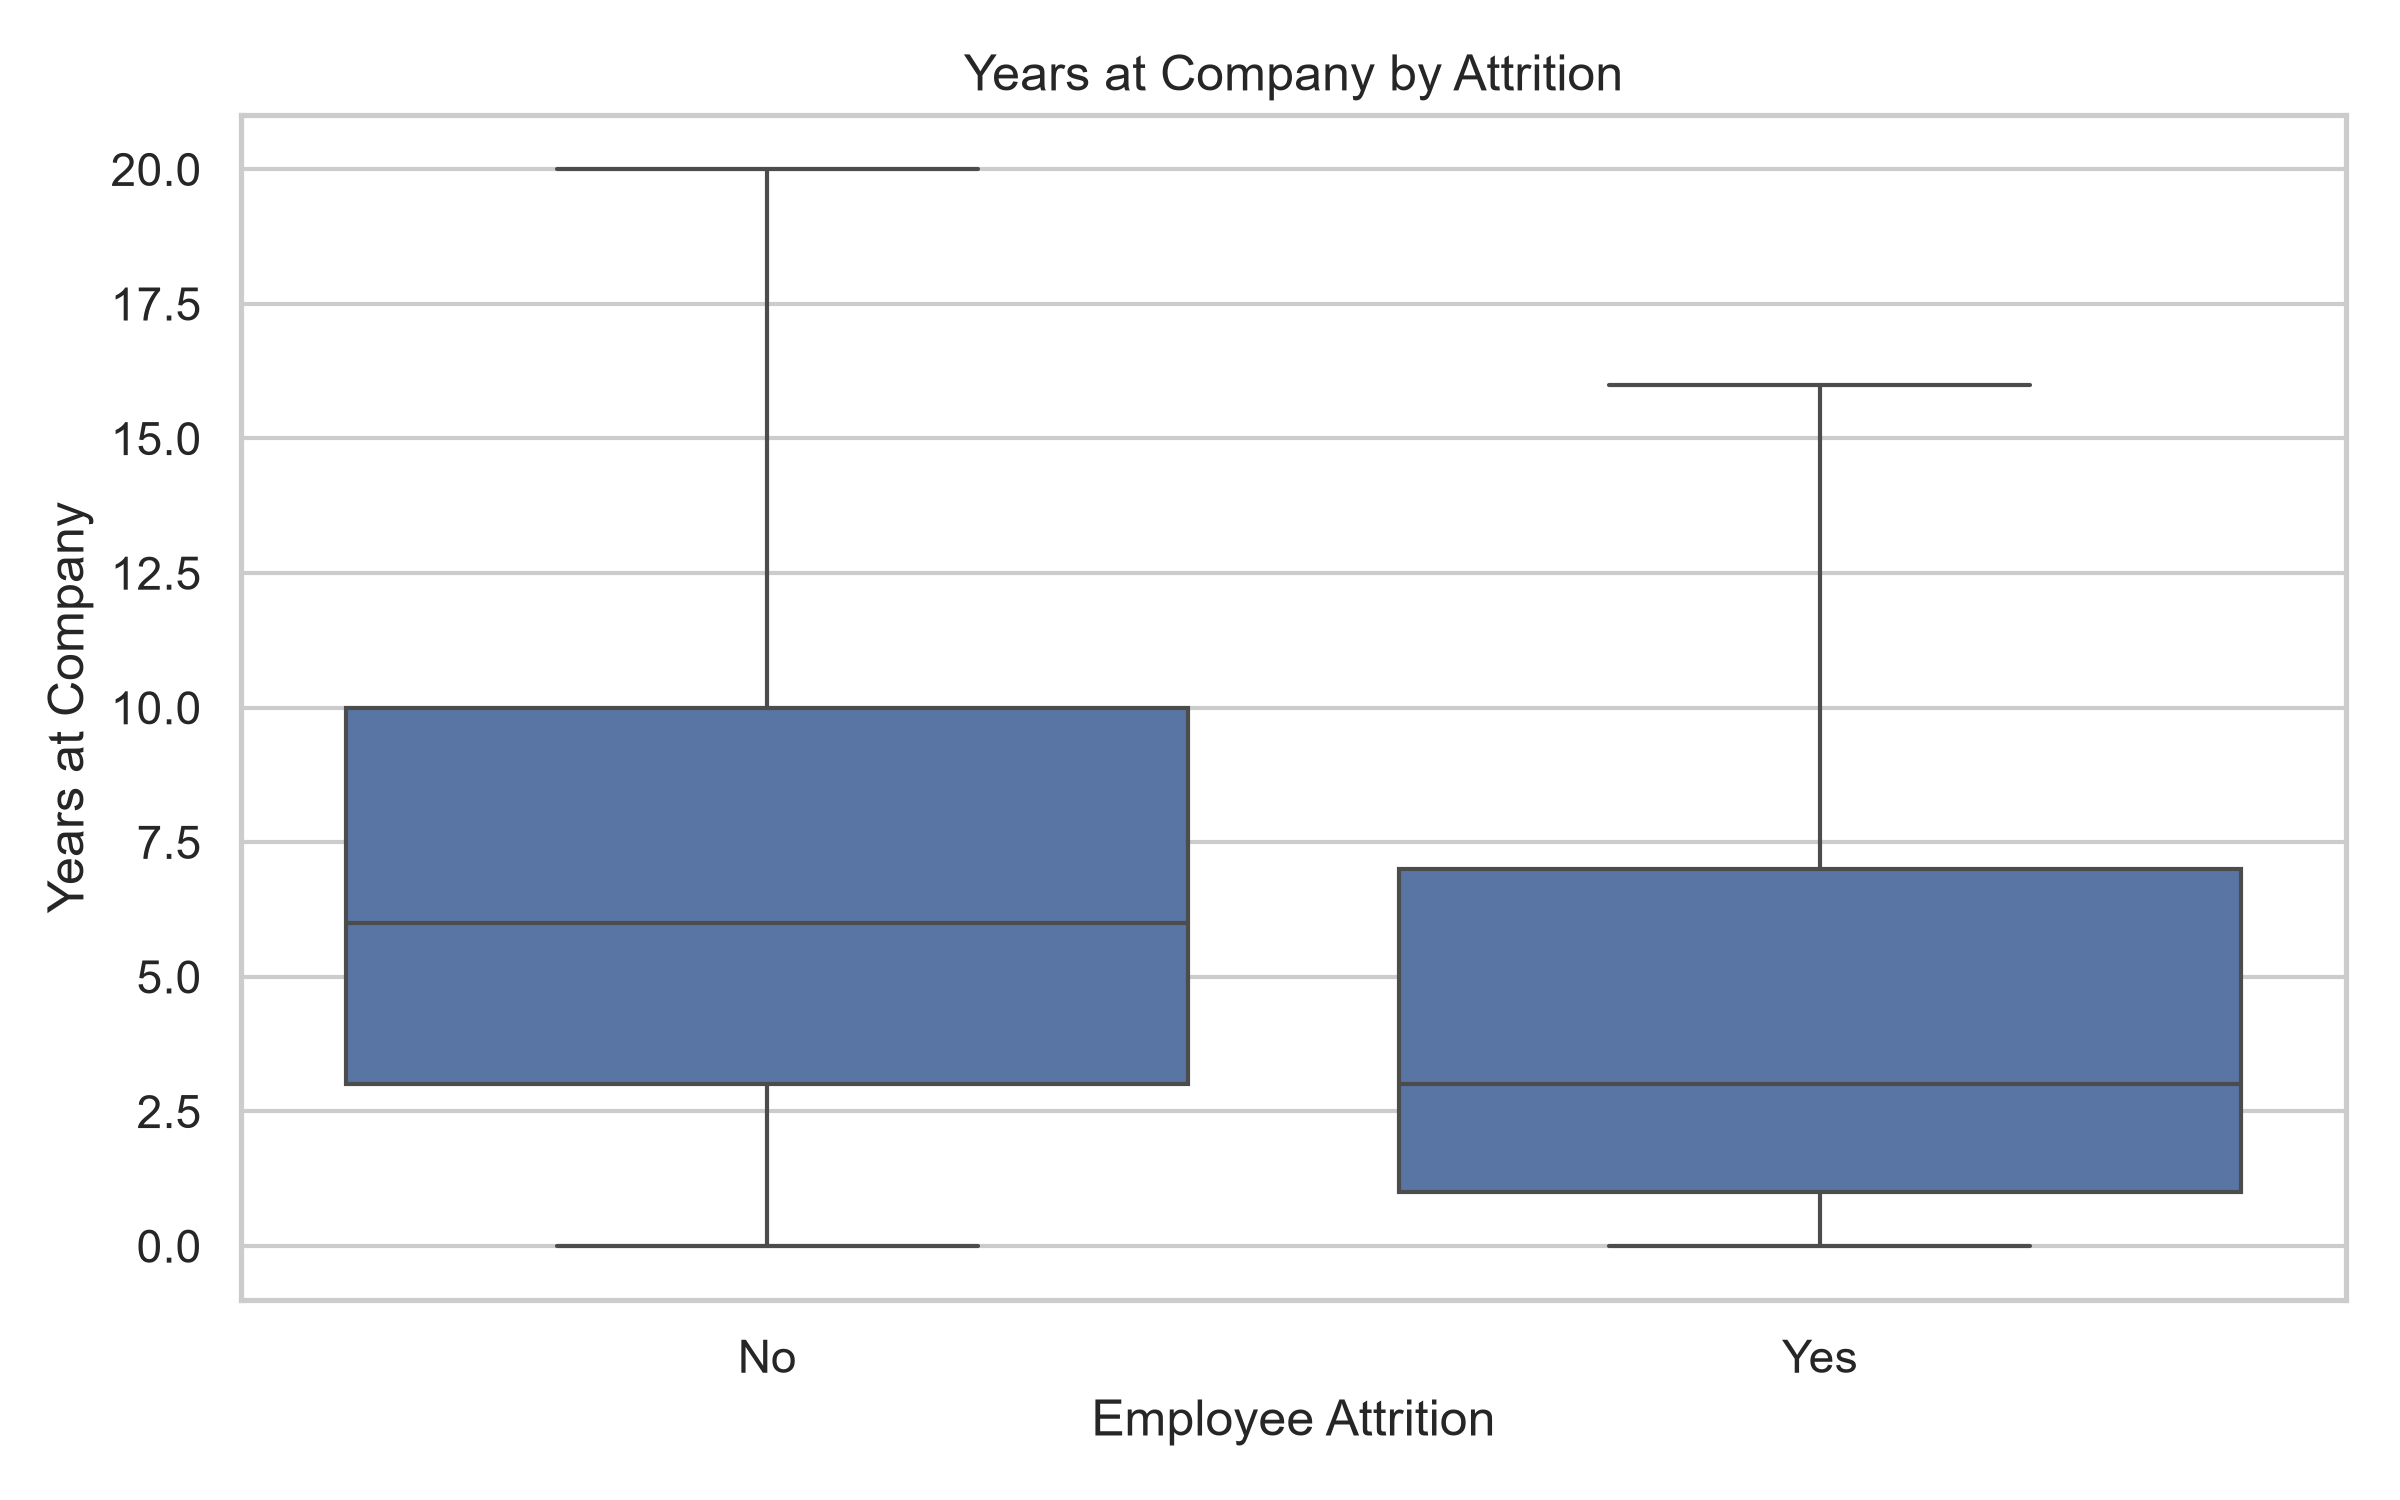 Years at Company by Attrition
Years at Company
20.0
17.5
15.0
12.5
10.0
7.5
5.0
2.5
0.0
No
Yes
Employee Attrition